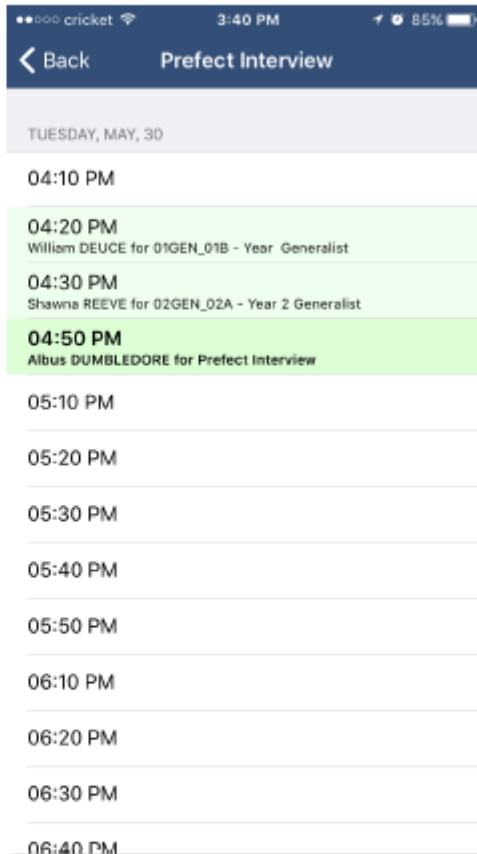 ●●○○○ cricket 3:40 PM 85%
Back Prefect Interview
TUESDAY, MAY, 30
04:10 PM
04:20 PM
William DEUCE for 01GEN_01B - Year  Generalist
04:30 PM
Shawna REEVE for 02GEN_02A - Year 2 Generalist
04:50 PM
Albus DUMBLEDORE for Prefect Interview
05:10 PM
05:20 PM
05:30 PM
05:40 PM
05:50 PM
06:10 PM
06:20 PM
06:30 PM
06:40 PM